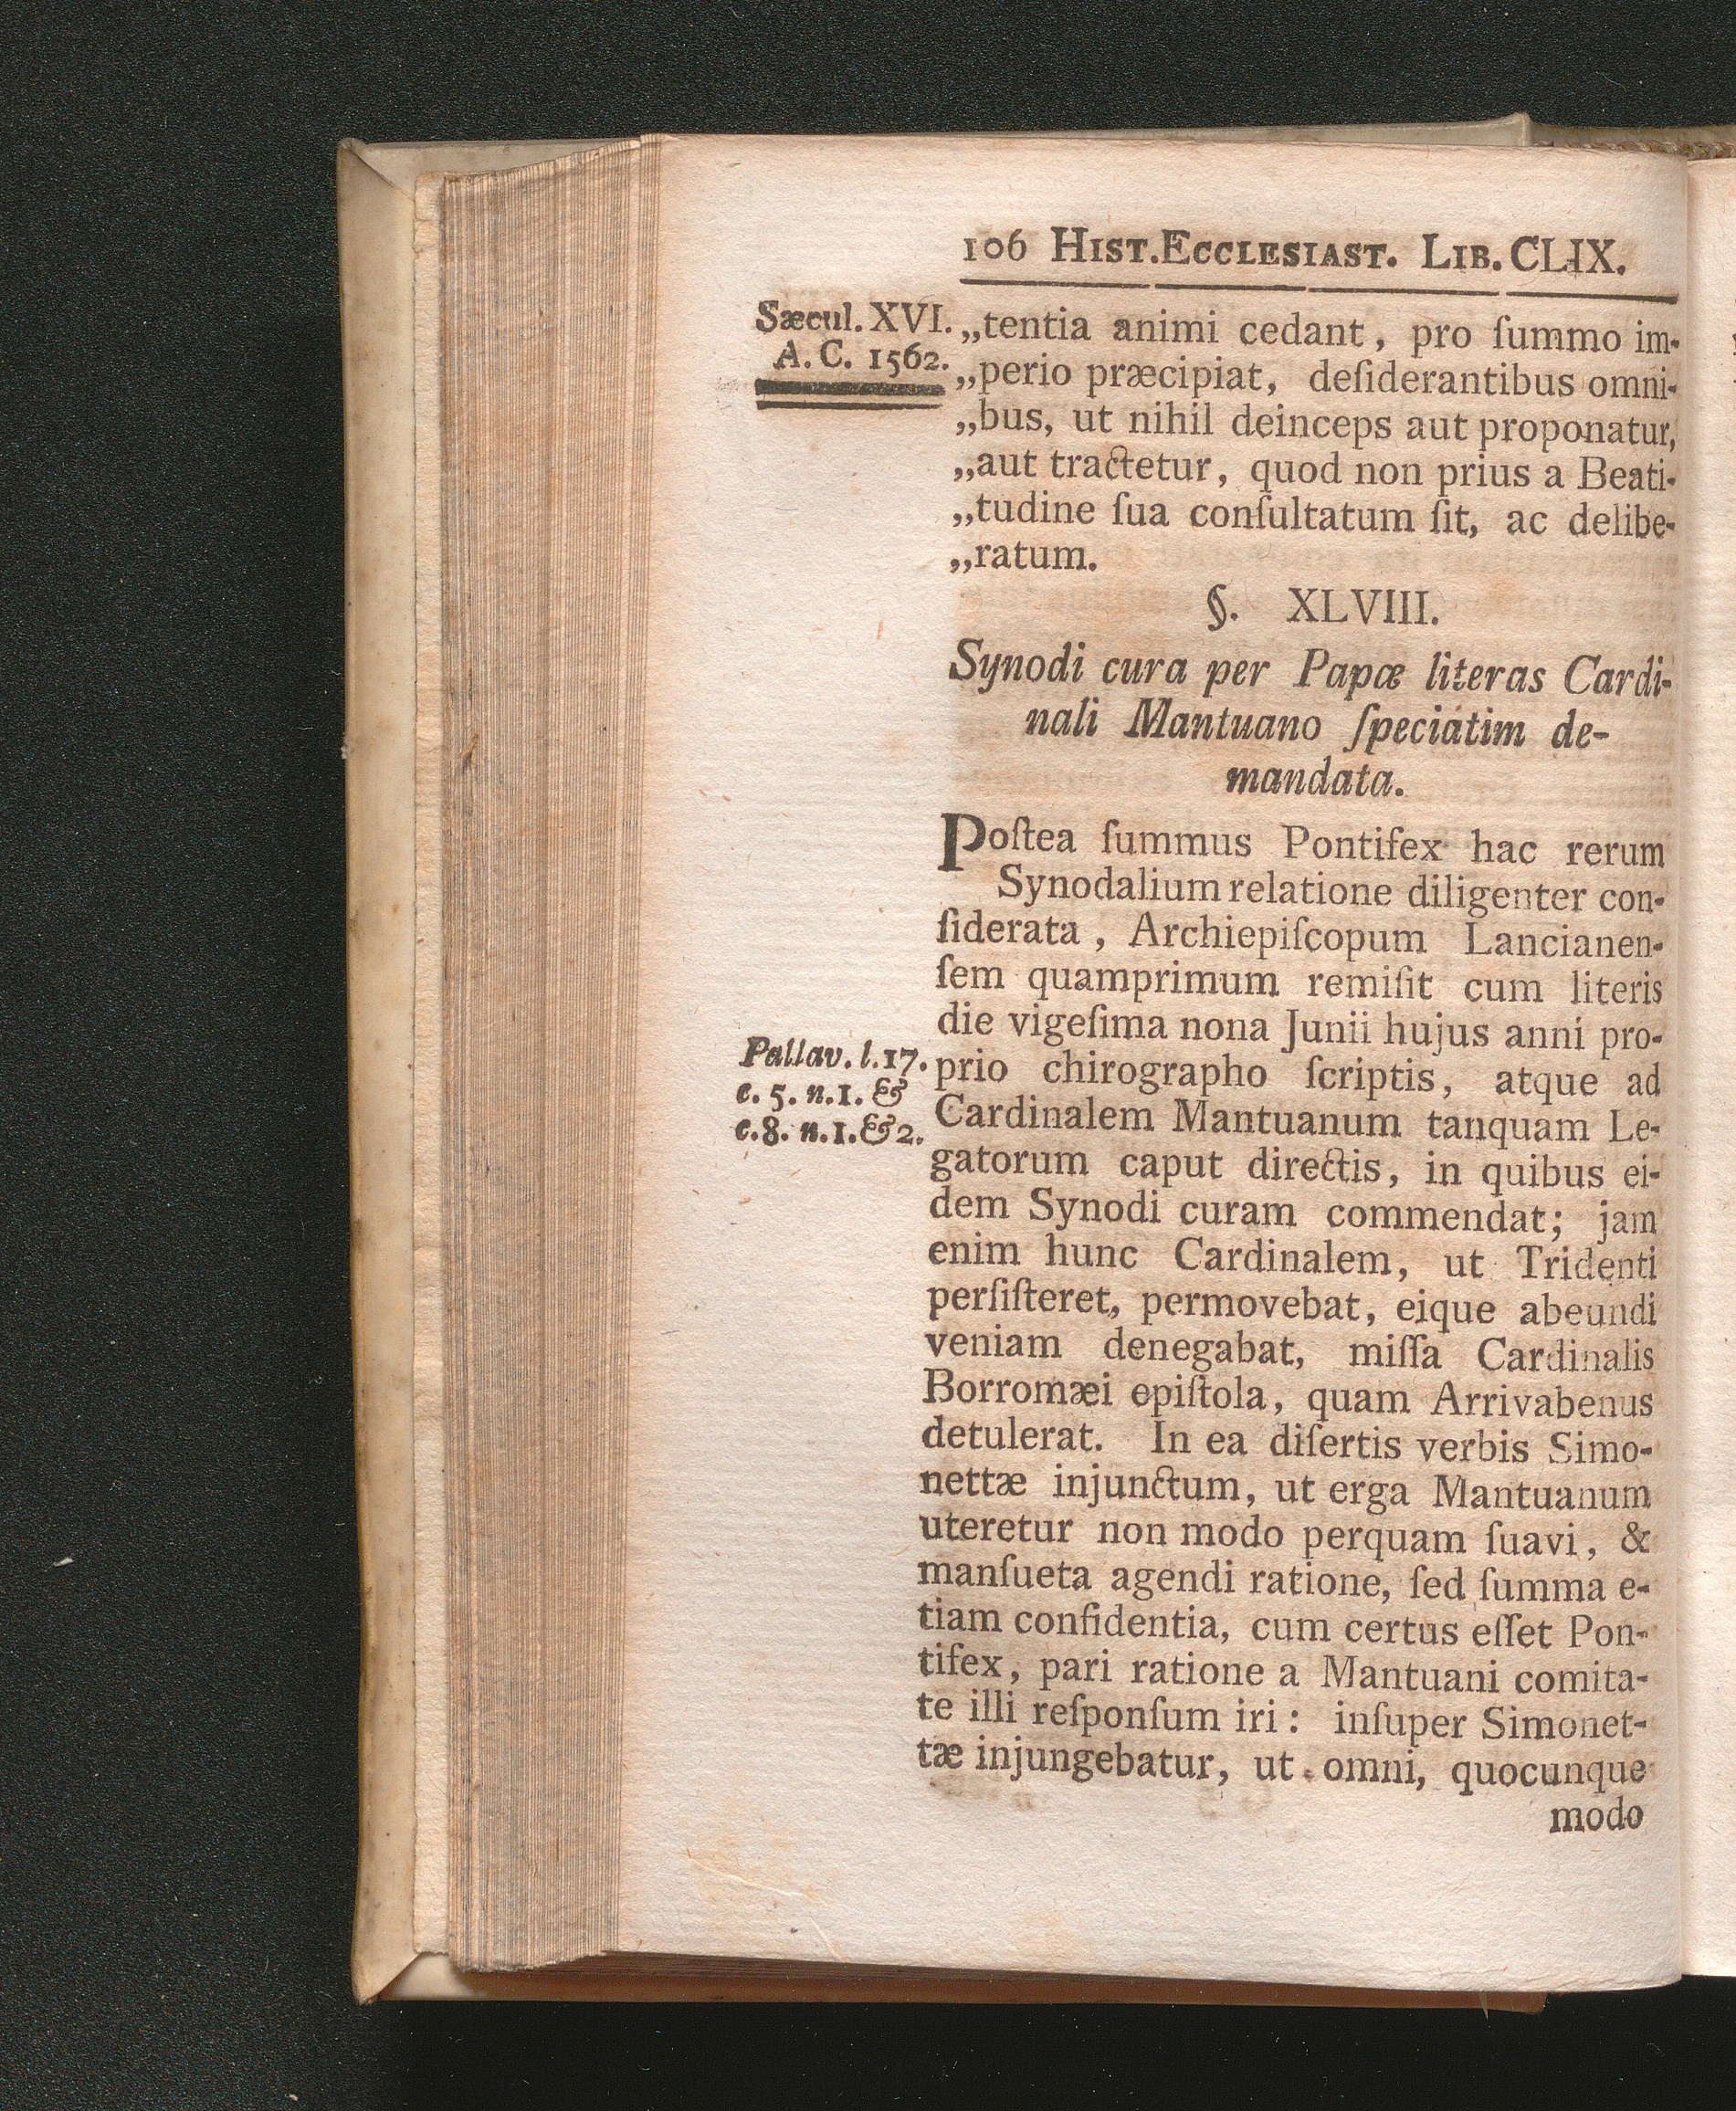 106 HIST. ECCLESIAST. LIB. CLIX.
Sæcul. XVI.
A. C. 1562.
„tentia animi cedant, pro ſummo im-
„perio præcipiat, deſiderantibus omni-
„bus, ut nihil deinceps aut proponatur,
„aut tractetur, quod non prius a Beati-
„tudine ſua conſultatum ſit, ac delibe-
„ratum.
§. XLVIII.
Synodi cura per Papæ literas Cardi-
nali Mantuano ſpeciatim de-
mandata.
Poſtea ſummus Pontifex hac rerum
Synodalium relatione diligenter con-
ſiderata, Archiepiſcopum Lancianen-
ſem quamprimum remiſit cum literis
die vigeſima nona Junii hujus anni pro-
Pallav. l. 17.
c. 5. n. 1. &
c. 8. n. 1. & 2.
prio chirographo ſcriptis, atque ad
Cardinalem Mantuanum tanquam Le-
gatorum caput directis, in quibus ei-
dem Synodi curam commendat; jam
enim hunc Cardinalem, ut Tridenti
perſiſteret, permovebat, eique abeundi
veniam denegabat, miſſa Cardinalis
Borromæi epiſtola, quam Arrivabenus
detulerat. In ea diſertis verbis Simo-
nettæ injunctum, ut erga Mantuanum
uteretur non modo perquam ſuavi, &
manſueta agendi ratione, ſed ſumma e-
tiam confidentia, cum certus eſſet Pon-
tifex, pari ratione a Mantuani comita-
te illi reſponſum iri: inſuper Simonet-
tæ injungebatur, ut omni, quocunque
modo